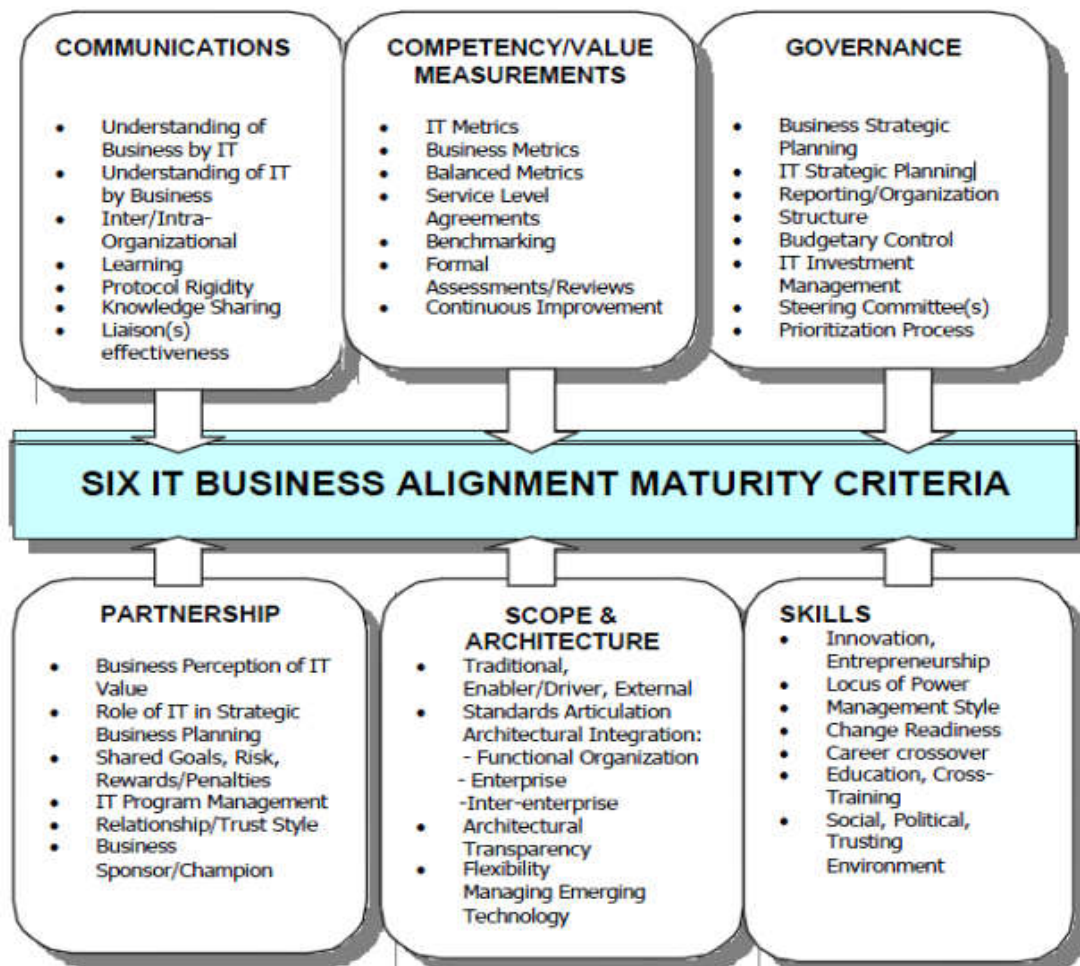 COMMUNICATIONS
• Understanding of
Business by IT
• Understanding of IT
by Business
• Inter/Intra-
Organizational
• Learning
• Protocol Rigidity
• Knowledge Sharing
• Liaison(s)
effectiveness
COMPETENCY/VALUE
MEASUREMENTS
• IT Metrics
• Business Metrics
• Balanced Metrics
• Service Level
Agreements
• Benchmarking
• Formal
Assessments/Reviews
• Continuous Improvement
GOVERNANCE
• Business Strategic
Planning
• IT Strategic Planning
• Reporting/Organization
• Structure
• Budgetary Control
• IT Investment
Management
• Steering Committee(s)
• Prioritization Process
SIX IT BUSINESS ALIGNMENT MATURITY CRITERIA
PARTNERSHIP
• Business Perception of IT
Value
• Role of IT in Strategic
Business Planning
• Shared Goals, Risk,
Rewards/Penalties
• IT Program Management
• Relationship/Trust Style
• Business
Sponsor/Champion
SCOPE &
ARCHITECTURE
• Traditional,
Enabler/Driver, External
• Standards Articulation
Architectural Integration:
- Functional Organization
- Enterprise
-Inter-enterprise
• Architectural
Transparency
• Flexibility
Managing Emerging
Technology
SKILLS
• Innovation,
Entrepreneurship
• Locus of Power
• Management Style
• Change Readiness
• Career crossover
• Education, Cross-
Training
• Social, Political,
Trusting
Environment